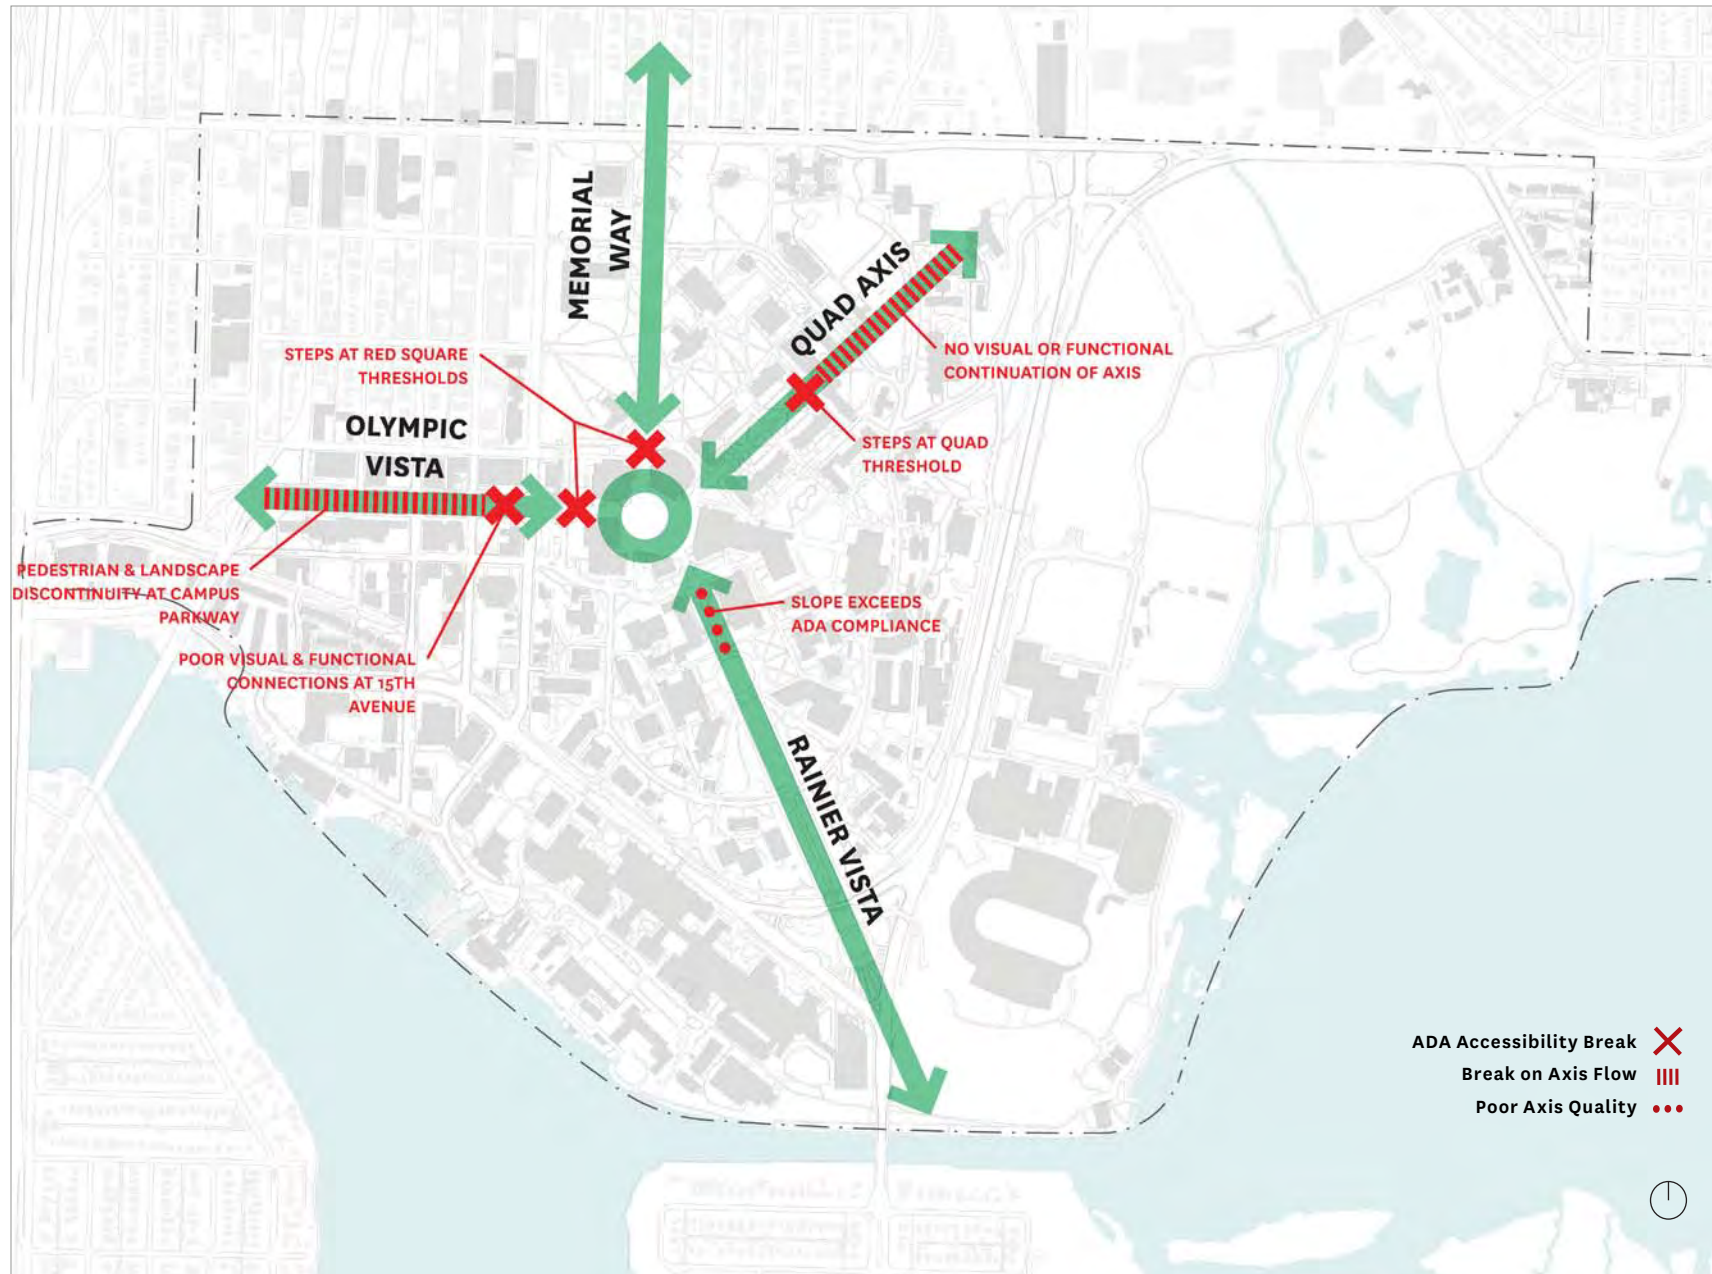 MEMORIAL
WAY
QUAD AXIS
STEPS AT RED SQUARE
THRESHOLDS
NO VISUAL OR FUNCTIONAL
CONTINUATION OF AXIS
OLYMPIC
VISTA
STEPS AT QUAD
THRESHOLD
PEDESTRIAN & LANDSCAPE
DISCONTINUITY AT CAMPUS
PARKWAY
SLOPE EXCEEDS
ADA COMPLIANCE
POOR VISUAL & FUNCTIONAL
CONNECTIONS AT 15TH
AVENUE
RAINIER VISTA
ADA Accessibility Break
Break on Axis Flow
Poor Axis Quality